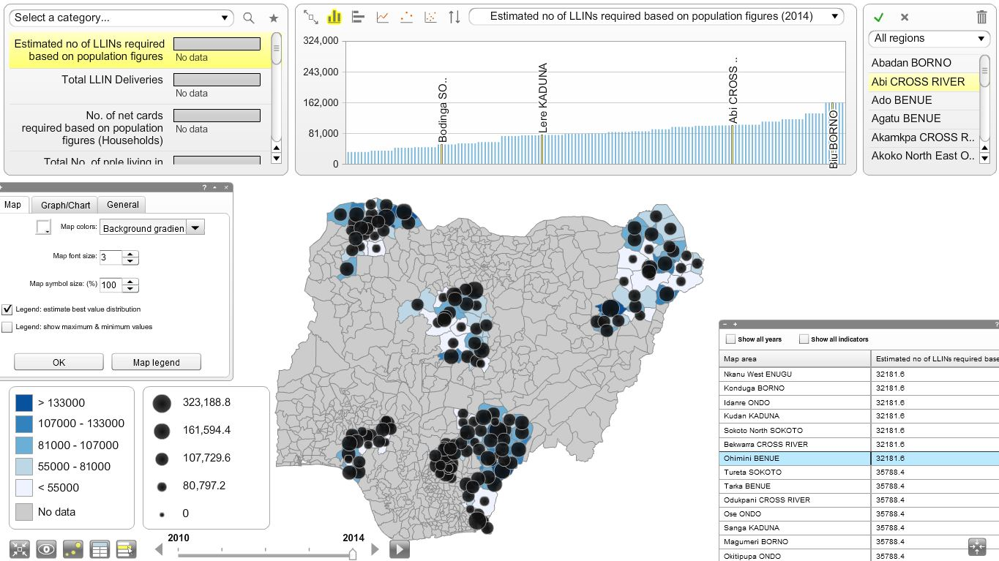 Select a category...
Estimated no of LLINs required
based on population figures
No data
Total LLIN Deliveries
No data
No. of net cards
required based on population
figures (Households)
No data
Total No. of pple living in
Estimated no of LLINs required based on population figures (2014)
324,000
243,000
162,000
81,000
0
Bodinga SO..
Lere KADUNA
Abi CROSS ..
Biu BORNO
All regions
Abadan BORNO
Abi CROSS RIVER
Ado BENUE
Agatu BENUE
Akamkpa CROSS R..
Akoko North East O..
Map
Graph/Chart
General
Map colors:
Background gradien
Map font size:
3
Map symbol size: (%)
100
Legend: estimate best value distribution
Legend: show maximum & minimum values
OK
Map legend
> 133000
107000 - 133000
81000 - 107000
55000 - 81000
< 55000
No data
323,188.8
161,594.4
107,729.6
80,797.2
0
2010
2014
Show all years
Show all indicators
Map area
Estimated no of LLINs required base
Nkanu West ENUGU
32181.6
Konduga BORNO
32181.6
Idanre ONDO
32181.6
Kudan KADUNA
32181.6
Sokoto North SOKOTO
32181.6
Bekwarra CROSS RIVER
32181.6
Ohimini BENUE
32181.6
Tureta SOKOTO
35788.4
Tarka BENUE
35788.4
Odukpani CROSS RIVER
35788.4
Ose ONDO
35788.4
Sanga KADUNA
35788.4
Magumeri BORNO
35788.4
Okitipupa ONDO
35788.4